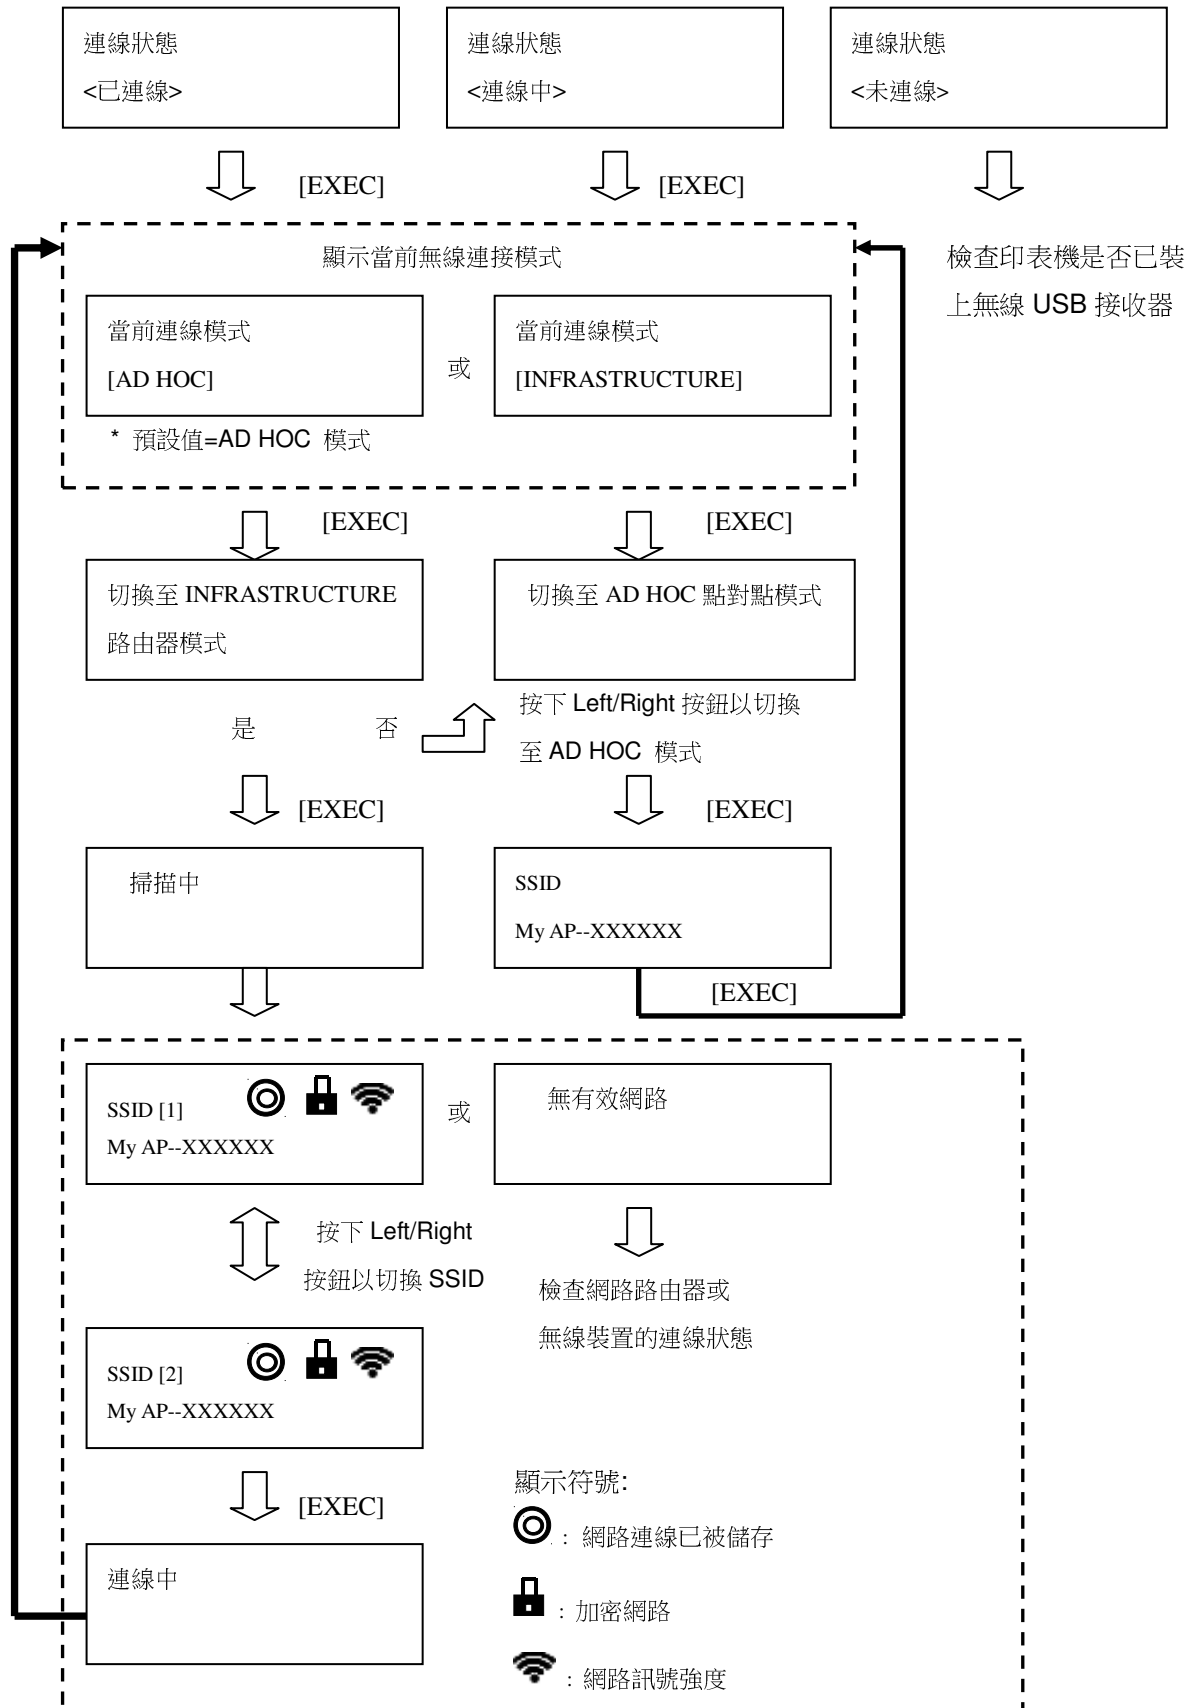 連線狀態
<已連線>
連線狀態
<連線中>
連線狀態
<未連線>
[EXEC]
[EXEC]
顯示當前無線連接模式
檢查印表機是否已裝
上無線 USB 接收器
當前連線模式
[AD HOC]
或
當前連線模式
[INFRASTRUCTURE]
* 預設值=AD HOC 模式
[EXEC]
[EXEC]
切換至 INFRASTRUCTURE
路由器模式
切換至 AD HOC 點對點模式
是
否
按下 Left/Right 按鈕以切換
至 AD HOC 模式
[EXEC]
[EXEC]
掃描中
SSID
My AP--XXXXXX
[EXEC]
SSID [1]
My AP--XXXXXX
或
無有效網路
按下 Left/Right
按鈕以切換 SSID
檢查網路路由器或
無線裝置的連線狀態
SSID [2]
My AP--XXXXXX
[EXEC]
顯示符號:
: 網路連線已被儲存
連線中
: 加密網路
: 網路訊號強度